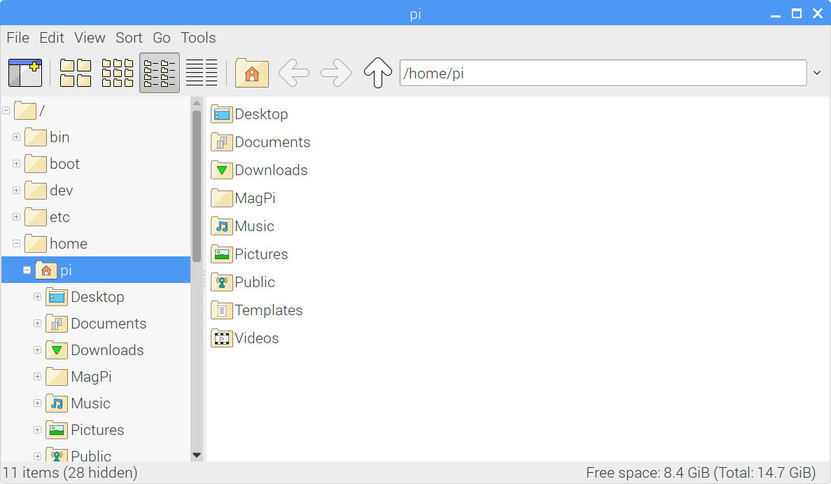 pi
File Edit View Sort Go Tools
/home/pi
/
bin
boot
dev
etc
home
pi
Desktop
Documents
Downloads
MagPi
Music
Pictures
Public
Desktop
Documents
Downloads
MagPi
Music
Pictures
Public
Templates
Videos
11 items (28 hidden)
Free space: 8.4 GiB (Total: 14.7 GiB)